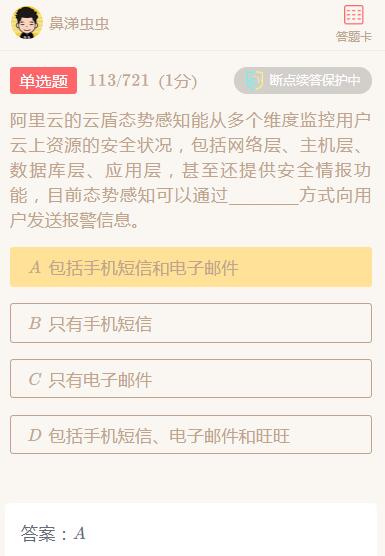 鼻涕虫虫
答题卡
单选题 113/721 (1分) 断点续答保护中
阿里云的云盾态势感知能从多个维度监控用户
云上资源的安全状况，包括网络层、主机层、
数据库层、应用层，甚至还提供安全情报功
能，目前态势感知可以通过________方式向用
户发送报警信息。
A 包括手机短信和电子邮件
B 只有手机短信
C 只有电子邮件
D 包括手机短信、电子邮件和旺旺
答案：A